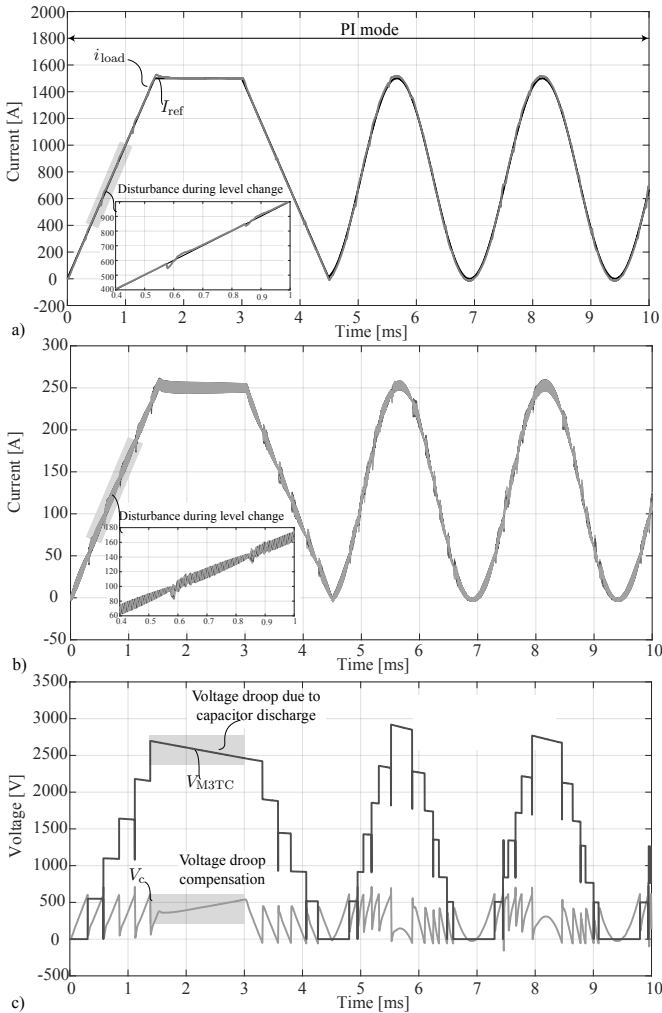 2000
1800
1600
1400
1200
1000
800
600
400
200
0
-200
Current [A]
PI mode
i_load
I_ref
Disturbance during level change
900
800
700
600
500
400
0.4 0.5 0.6 0.7 0.8 0.9 1
0 1 2 3 4 5 6 7 8 9 10
Time [ms]
a)
300
250
200
150
100
50
0
-50
Current [A]
Disturbance during level change
180
160
140
120
100
80
60
0.4 0.5 0.6 0.7 0.8 0.9 1
0 1 2 3 4 5 6 7 8 9 10
Time [ms]
b)
3500
3000
2500
2000
1500
1000
500
0
-500
Voltage [V]
Voltage droop due to
capacitor discharge
V_M3TC
Voltage droop
compensation
V_c
0 1 2 3 4 5 6 7 8 9 10
Time [ms]
c)